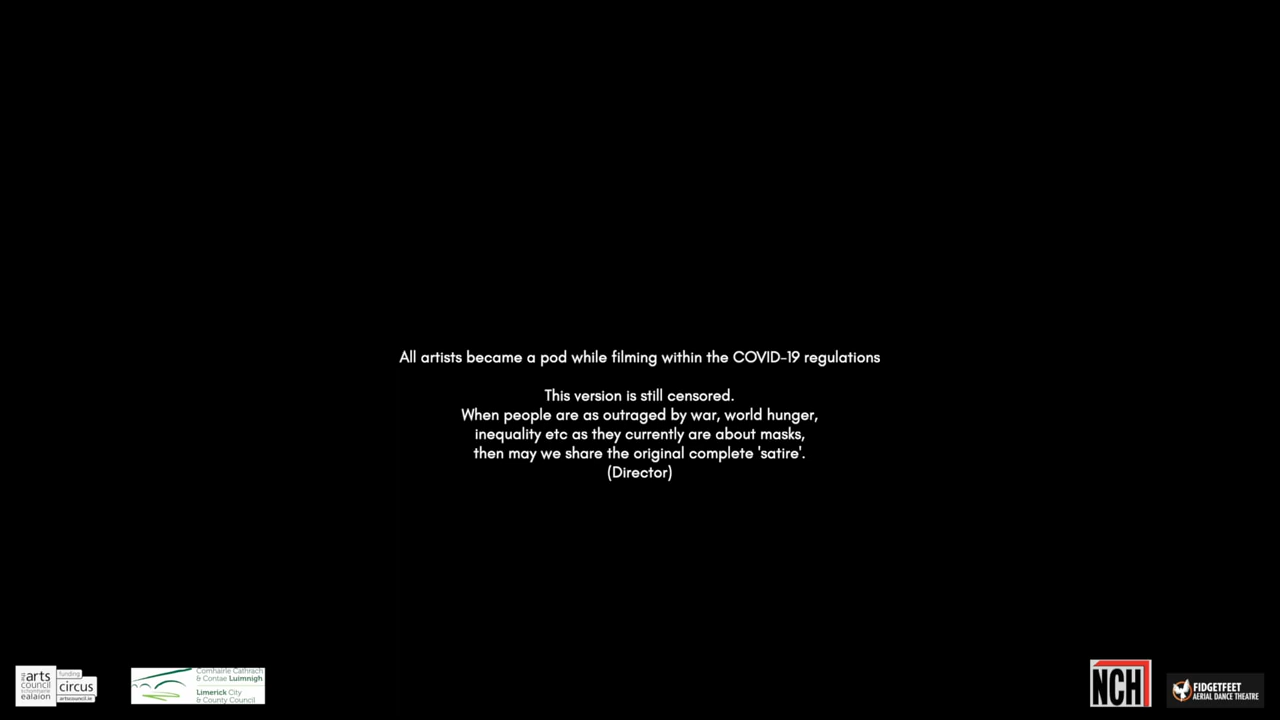 All artists became a pod while filming within the COVID-19 regulations
This version is still censored.
When people are as outraged by war, world hunger,
inequality etc as they currently are about masks,
then may we share the original complete 'satire'.
(Director)
arts
council
ealaíon
funding
circus
artscouncil.ie
Comhairle Cathrach
& Contae Luimnigh
Limerick City
& County Council
NCH
FIDGETFEET
AERIAL DANCE THEATRE